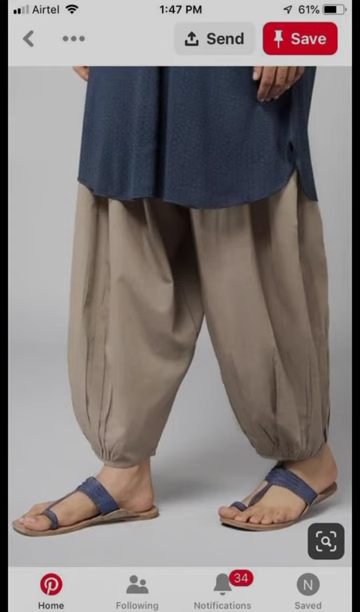 Airtel 1:47 PM 61%
Send Save
34
N
Home Following Notifications Saved